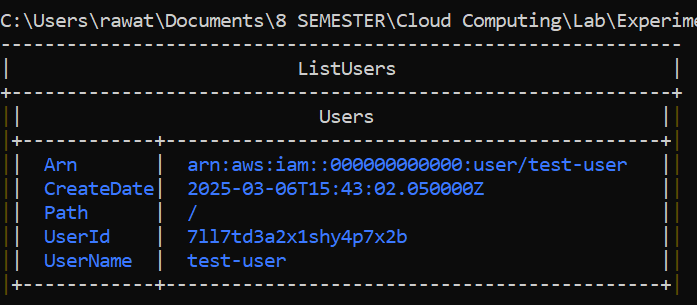 C:\Users\rawat\Documents\8 SEMESTER\Cloud Computing\Lab\Experime
ListUsers
Users
Arn | arn:aws:iam::000000000000:user/test-user
CreateDate| 2025-03-06T15:43:02.050000Z
Path | /
UserId | 7ll7td3a2x1shy4p7x2b
UserName | test-user